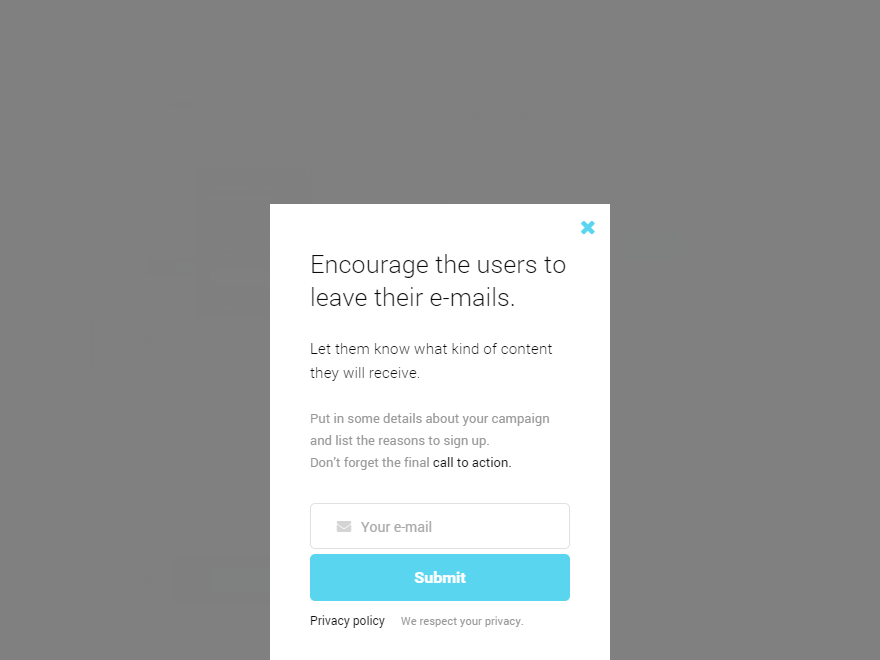 Encourage the users to
leave their e-mails.
Let them know what kind of content
they will receive.
Put in some details about your campaign
and list the reasons to sign up.
Don't forget the final call to action.
Your e-mail
Submit
Privacy policy We respect your privacy.